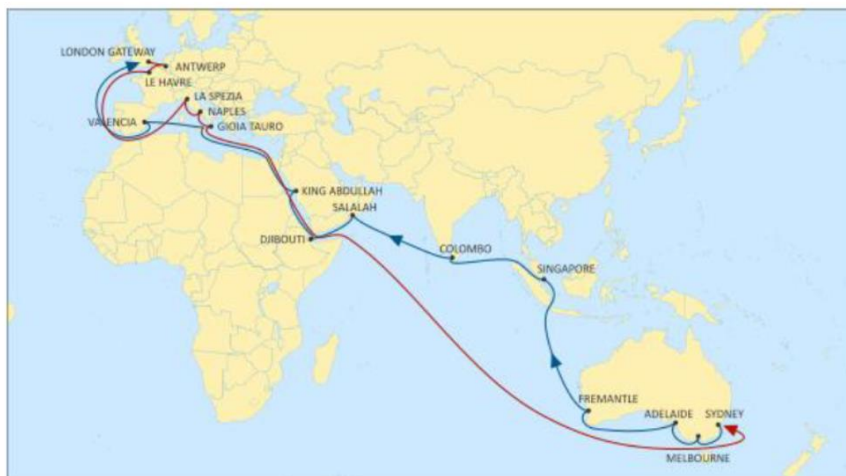 LONDON GATEWAY
ANTWERP
LE HAVRE
LA SPEZIA
NAPLES
VALENCIA
GIOIA TAURO
KING ABDULLAH
SALALAH
DJIBOUTI
COLOMBO
SINGAPORE
FREMANTLE
ADELAIDE
SYDNEY
MELBOURNE